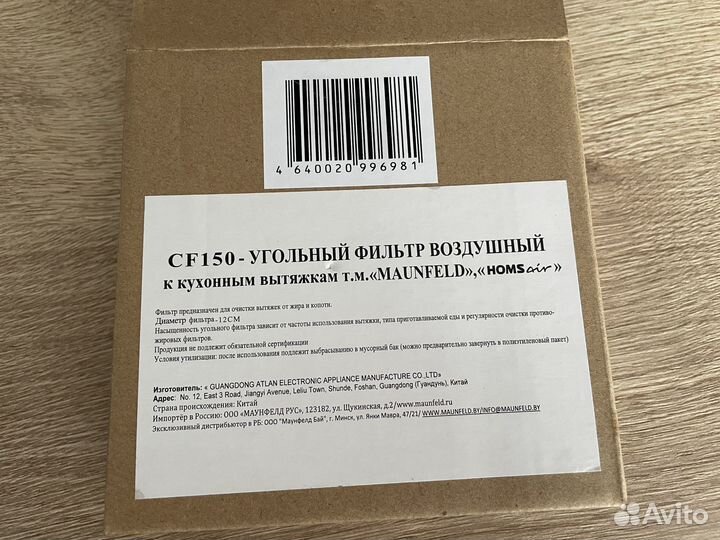 4 640020 996981
CF150 - УГОЛЬНЫЙ ФИЛЬТР ВОЗДУШНЫЙ
к кухонным вытяжкам т.м.«MAUNFELD»,«HOMSair»
Фильтр предназначен для очистки вытяжек от жира и копоти.
Диаметр фильтра -12СМ
Насыщенность угольного фильтра зависит от частоты использования вытяжки, типа приготавливаемой еды и регулярности очистки противо-
жировых фильтров.
Продукция не подлежит обязательной сертификации
Условия утилизации: после использования подлежит выбрасыванию в мусорный бак (можно предварительно завернуть в полиэтиленовый пакет)
Изготовитель: « GUANGDONG ATLAN ELECTRONIC APPLIANCE MANUFACTURE CO.,LTD»
Адрес: No. 12, East 3 Road, Jiangyi Avenue, Leliu Town, Shunde, Foshan, Guangdong (Гуандунь), Китай
Страна происхождения: Китай
Импортёр в Россию: ООО «МАУНФЕЛД РУС», 123182, ул. Щукинская, д.2/www.maunfeld.ru
Эксклюзивный дистрибьютор в РБ: ООО "Маунфелд Бай", г. Минск, ул. Янки Мавра, 47/21/ WWW.MAUNFELD.BY/INFO@MAUNFELD.BY
Avito